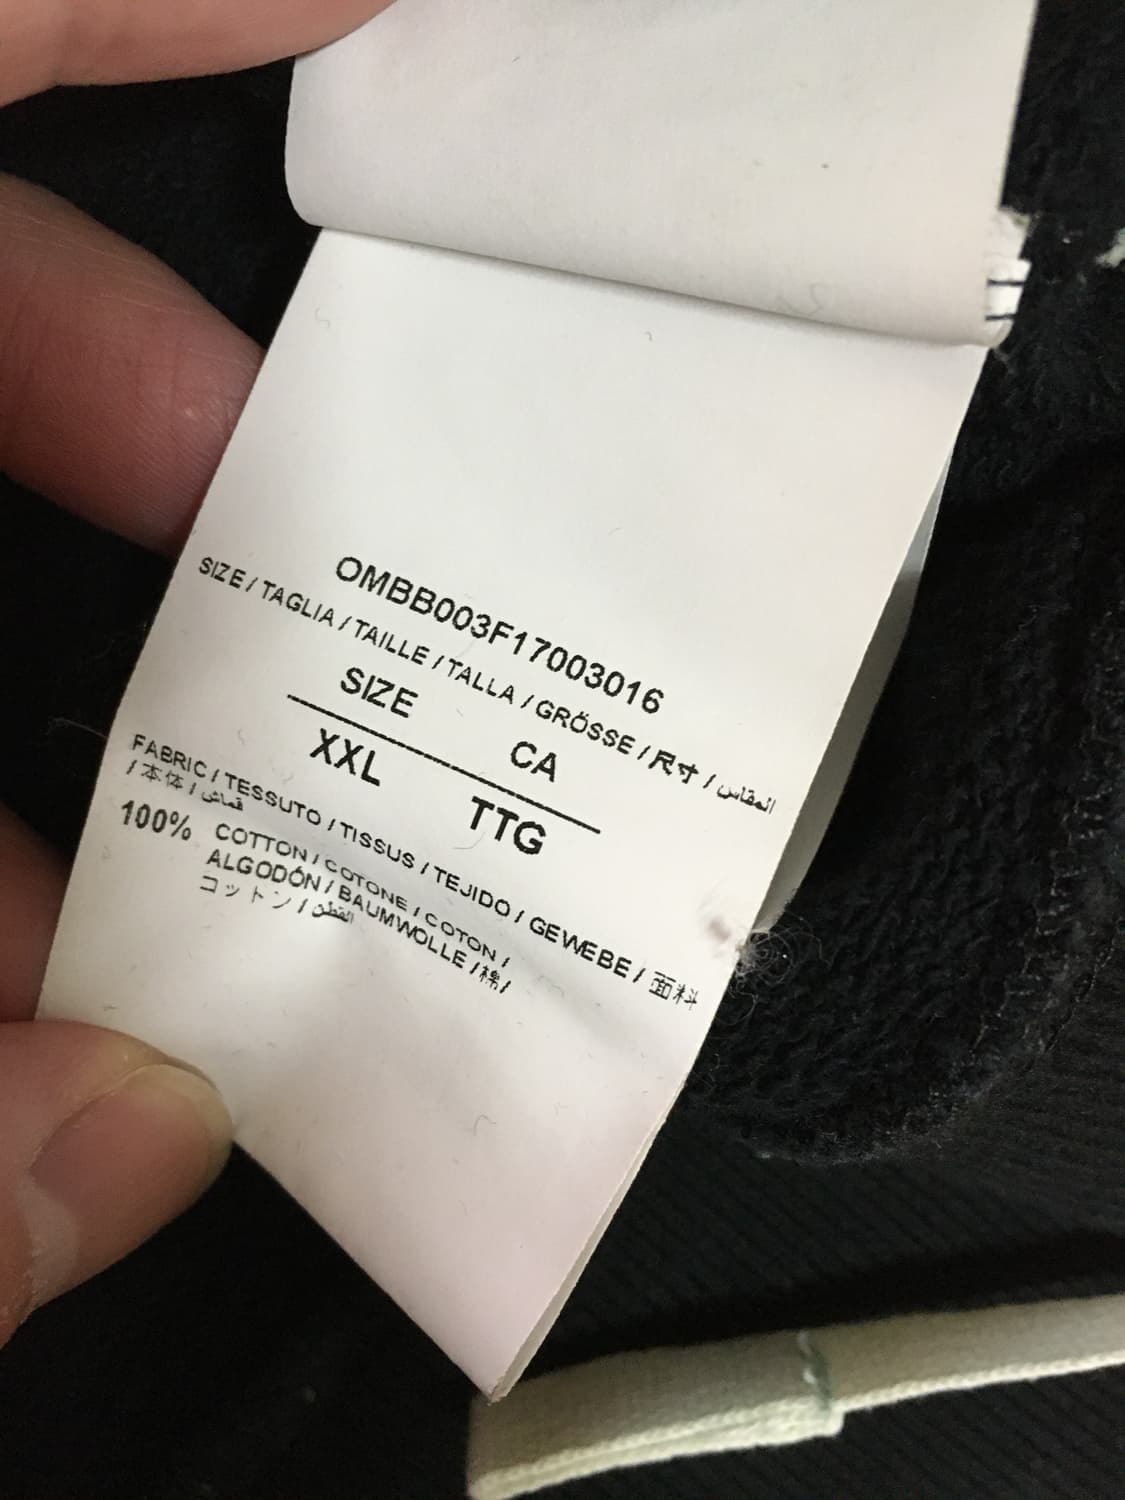 OMBB003F17003016
SIZE / TAGLIA / TAILLE / TALLA / GRÖSSE / 尺寸 / المقاس
SIZE CA
XXL TTG
FABRIC / TESSUTO / TISSUS / TEJIDO / GEWEBE / 面料
/ 本体 / قماش
100% COTTON / COTONE / COTON /
ALGODÓN / BAUMWOLLE / 棉 /
コットン / القطن